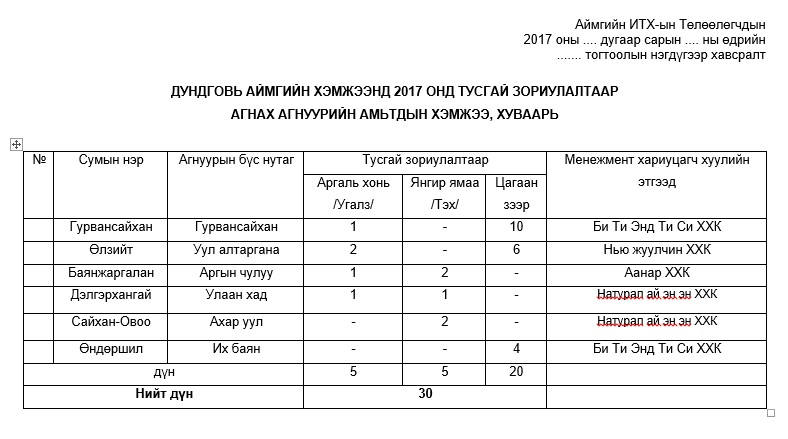 Аймгийн ИТХ-ын Төлөөлөгчдын
2017 оны .... дугаар сарын .... ны өдрийн
....... тогтоолын нэгдүгээр хавсралт
ДУНДГОВЬ АЙМГИЙН ХЭМЖЭЭНД 2017 ОНД ТУСГАЙ ЗОРИУЛАЛТААР
АГНАХ АГНУУРИЙН АМЬТДЫН ХЭМЖЭЭ, ХУВААРЬ
№ Сумын нэр Агнуурын бүс нутаг Тусгай зориулалтаар Менежмент хариуцагч хуулийн этгээд
Аргаль хонь /Угалз/ Янгир ямаа /Тэх/ Цагаан зээр
Гурвансайхан Гурвансайхан 1 - 10 Би Ти Энд Ти Си ХХК
Өлзийт Уул алтаргана 2 - 6 Нью жуулчин ХХК
Баянжаргалан Аргын чулуу 1 2 - Аанар ХХК
Дэлгэрхангай Улаан хад 1 1 - Натурал ай эн эн ХХК
Сайхан-Овоо Ахар уул - 2 - Натурал ай эн эн ХХК
Өндөршил Их баян - - 4 Би Ти Энд Ти Си ХХК
дүн 5 5 20
Нийт дүн 30